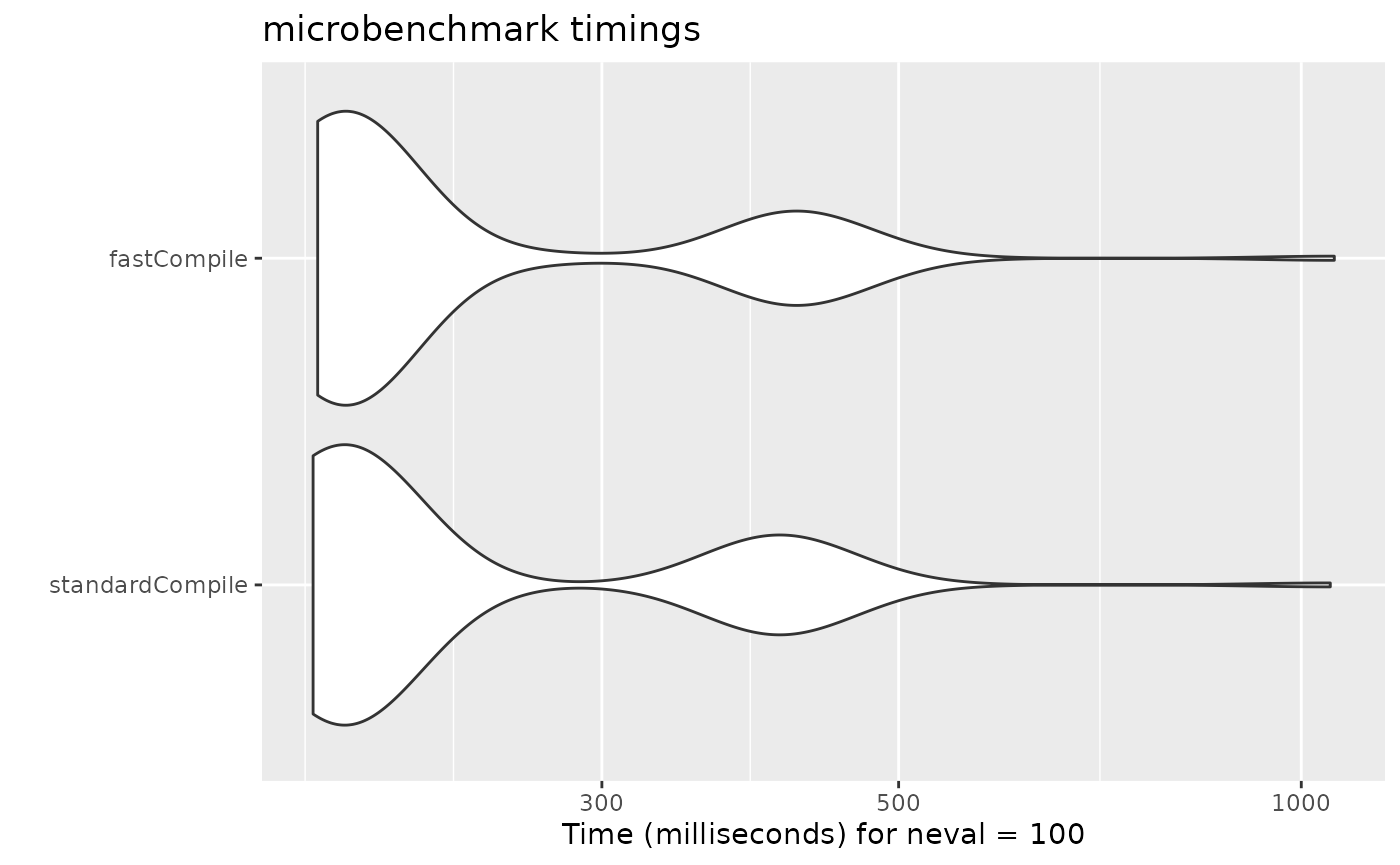 microbenchmark timings
fastCompile
standardCompile
300 500 1000
Time (milliseconds) for neval = 100